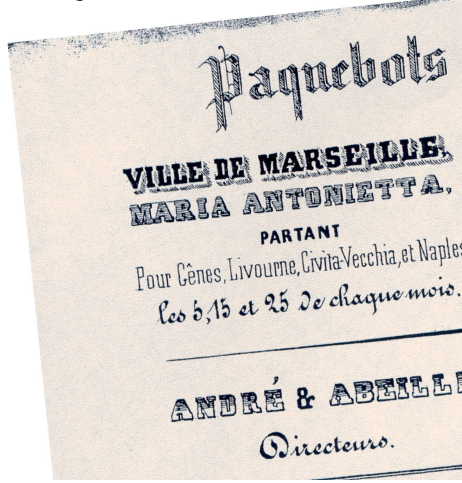 Paquebots
VILLE DE MARSEILLE,
MARIA ANTONIETTA,
PARTANT
Pour Gênes, Livourne, Civita-Vecchia, et Naples
les 5, 15 et 25 de chaque mois.
ANDRÉ & ABEILLE
Directeurs.